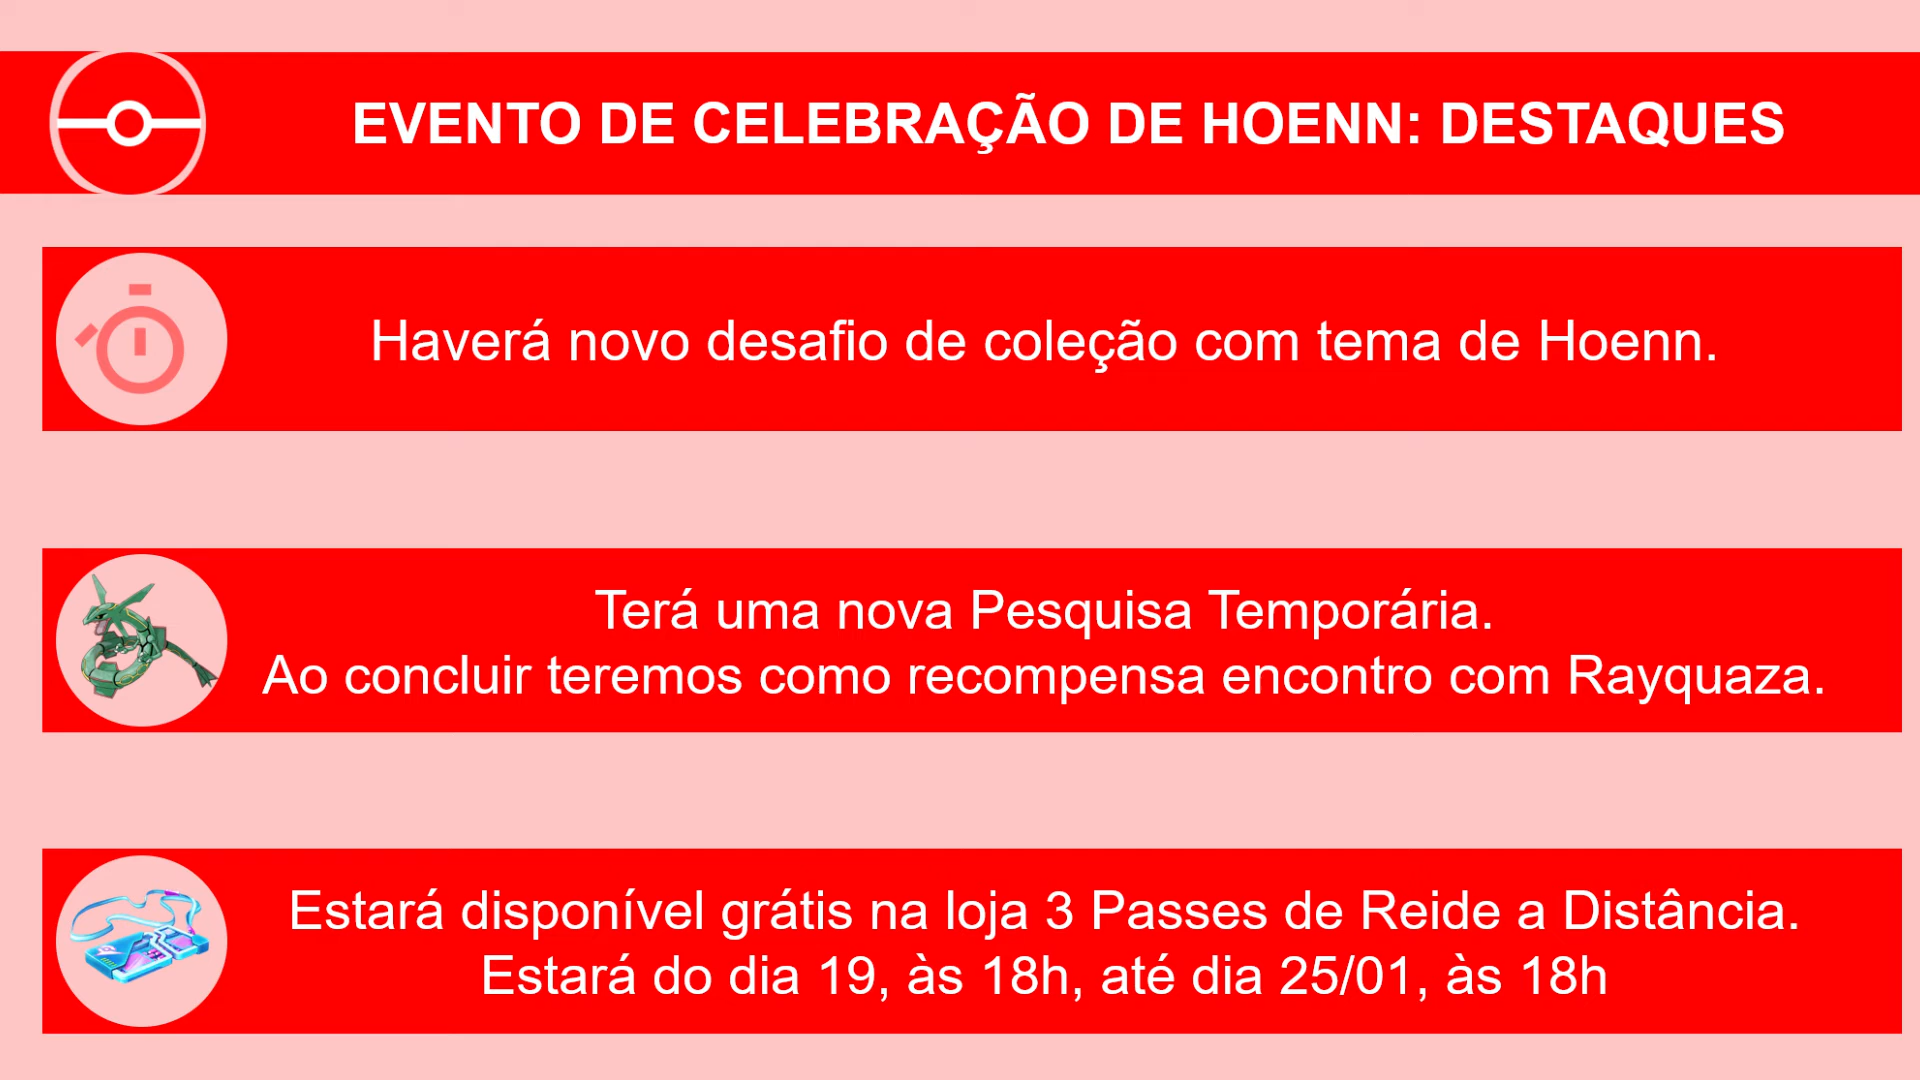 EVENTO DE CELEBRAÇÃO DE HOENN: DESTAQUES
Haverá novo desafio de coleção com tema de Hoenn.
Terá uma nova Pesquisa Temporária.
Ao concluir teremos como recompensa encontro com Rayquaza.
Estará disponível grátis na loja 3 Passes de Reide a Distância.
Estará do dia 19, às 18h, até dia 25/01, às 18h